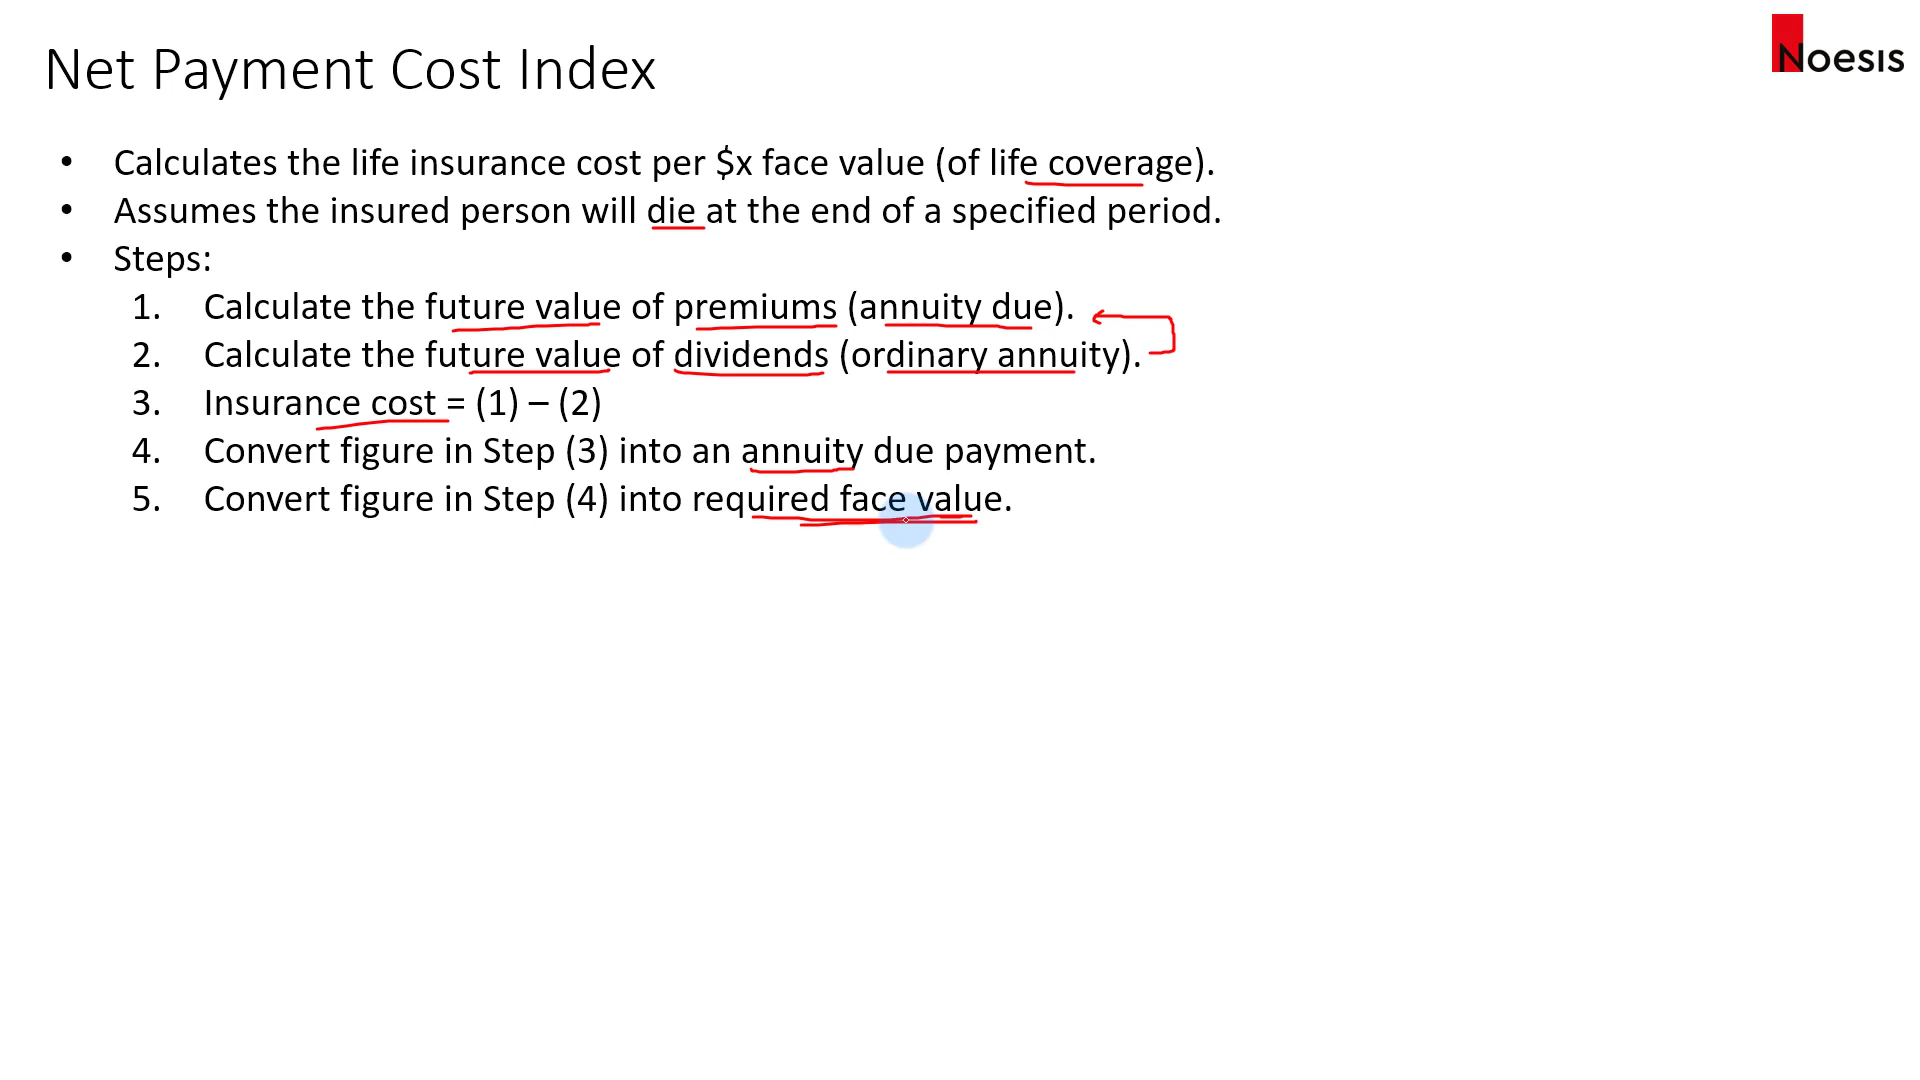 Net Payment Cost Index
Noesis
• Calculates the life insurance cost per $x face value (of life coverage).
• Assumes the insured person will die at the end of a specified period.
• Steps:
1. Calculate the future value of premiums (annuity due).
2. Calculate the future value of dividends (ordinary annuity).
3. Insurance cost = (1) – (2)
4. Convert figure in Step (3) into an annuity due payment.
5. Convert figure in Step (4) into required face value.